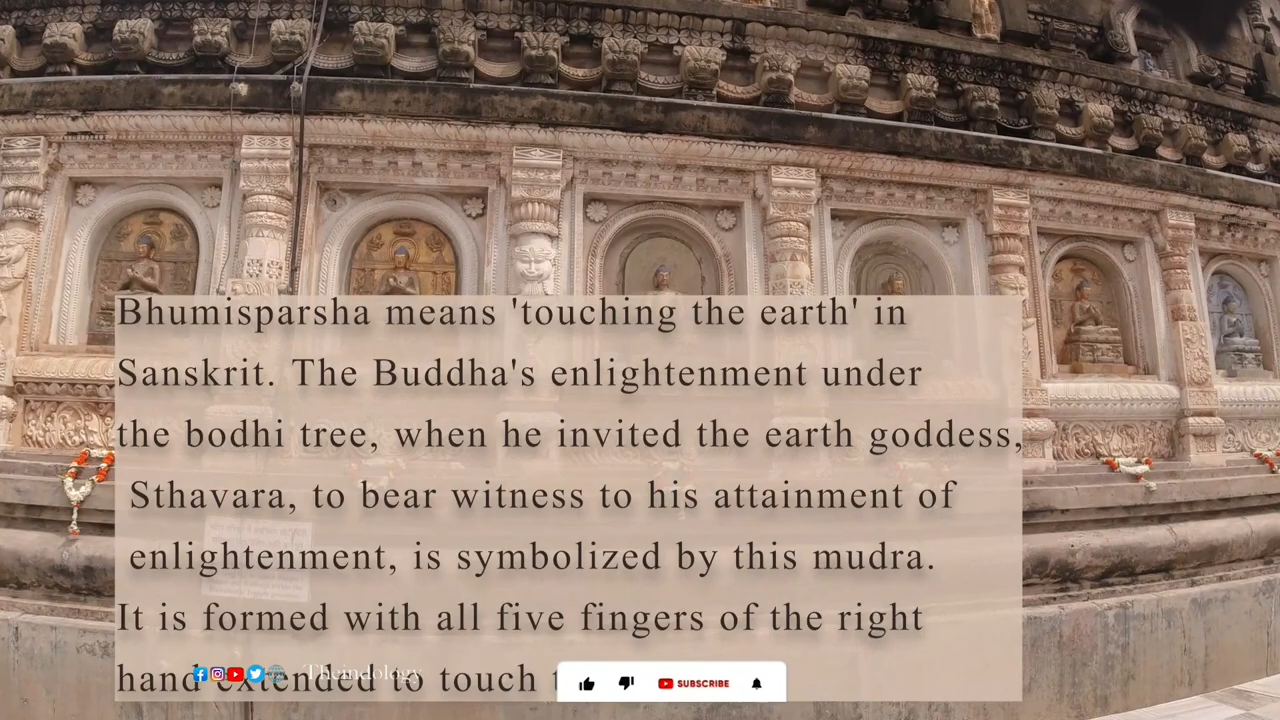 Bhumisparsha means 'touching the earth' in
Sanskrit. The Buddha's enlightenment under
the bodhi tree, when he invited the earth goddess,
Sthavara, to bear witness to his attainment of
enlightenment, is symbolized by this mudra.
It is formed with all five fingers of the right
hand extended to touch
Theindology
SUBSCRIBE